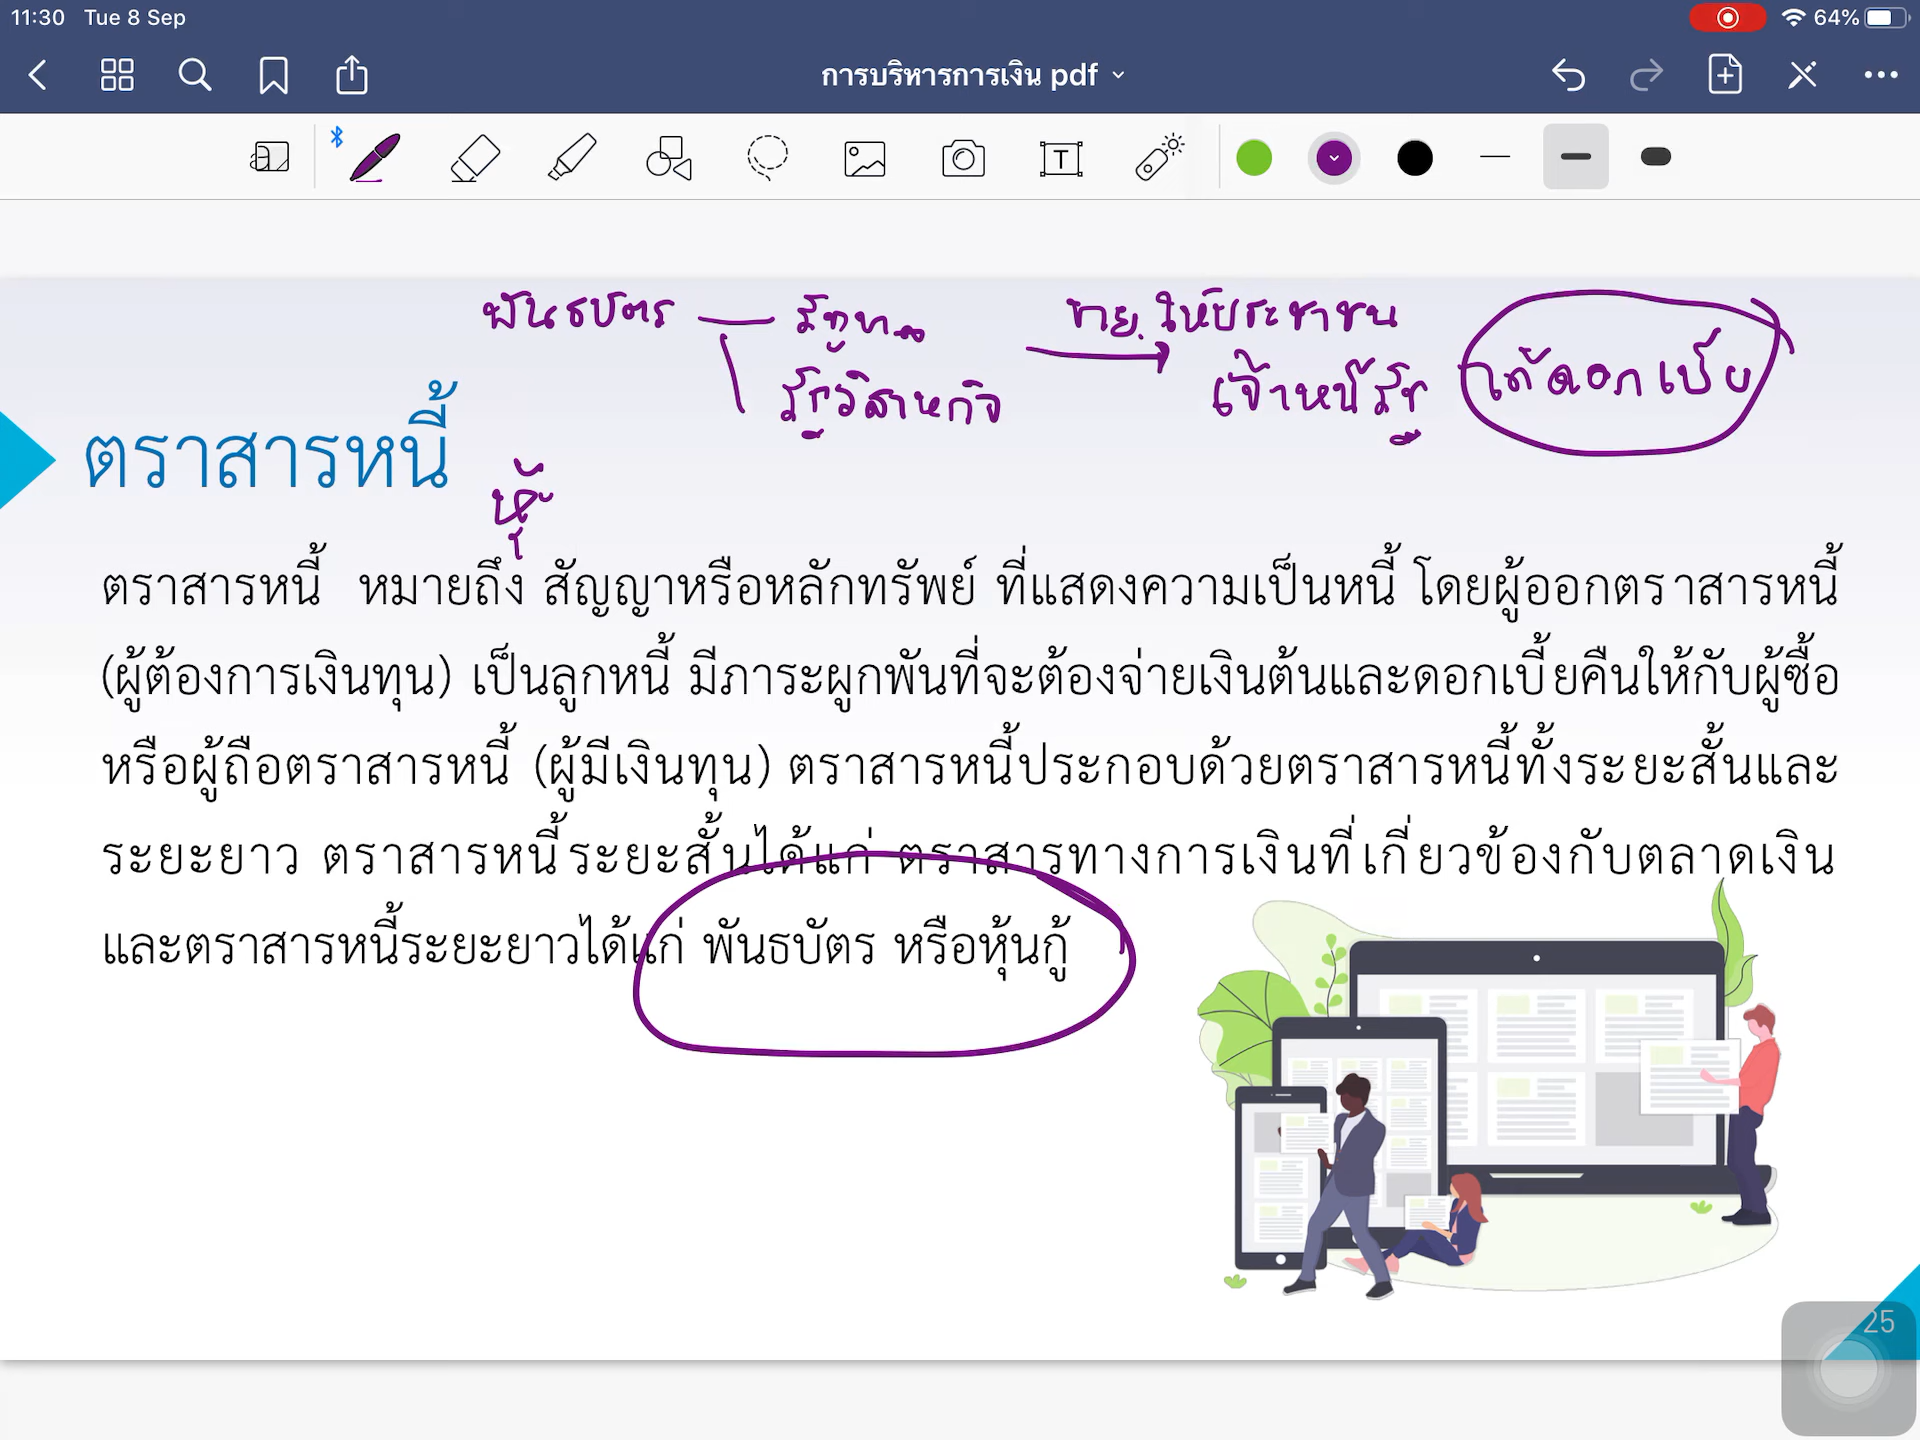 11:30 Tue 8 Sep
64%
การบริหารการเงิน pdf
พันธบัตร
ขาย ให้ประชาชน
รัฐวิสาหกิจ
เจ้าหนี้รัฐ
ได้ดอกเบี้ย
ตราสารหนี้
ตราสารหนี้ หมายถึง สัญญาหรือหลักทรัพย์ ที่แสดงความเป็นหนี้ โดยผู้ออกตราสารหนี้
(ผู้ต้องการเงินทุน) เป็นลูกหนี้ มีภาระผูกพันที่จะต้องจ่ายเงินต้นและดอกเบี้ยคืนให้กับผู้ซื้อ
หรือผู้ถือตราสารหนี้ (ผู้มีเงินทุน) ตราสารหนี้ประกอบด้วยตราสารหนี้ทั้งระยะสั้นและ
ระยะยาว ตราสารหนี้ระยะสั้นได้แก่ ตราสารทางการเงินที่เกี่ยวข้องกับตลาดเงิน
และตราสารหนี้ระยะยาวได้แก่ พันธบัตร หรือหุ้นกู้
25